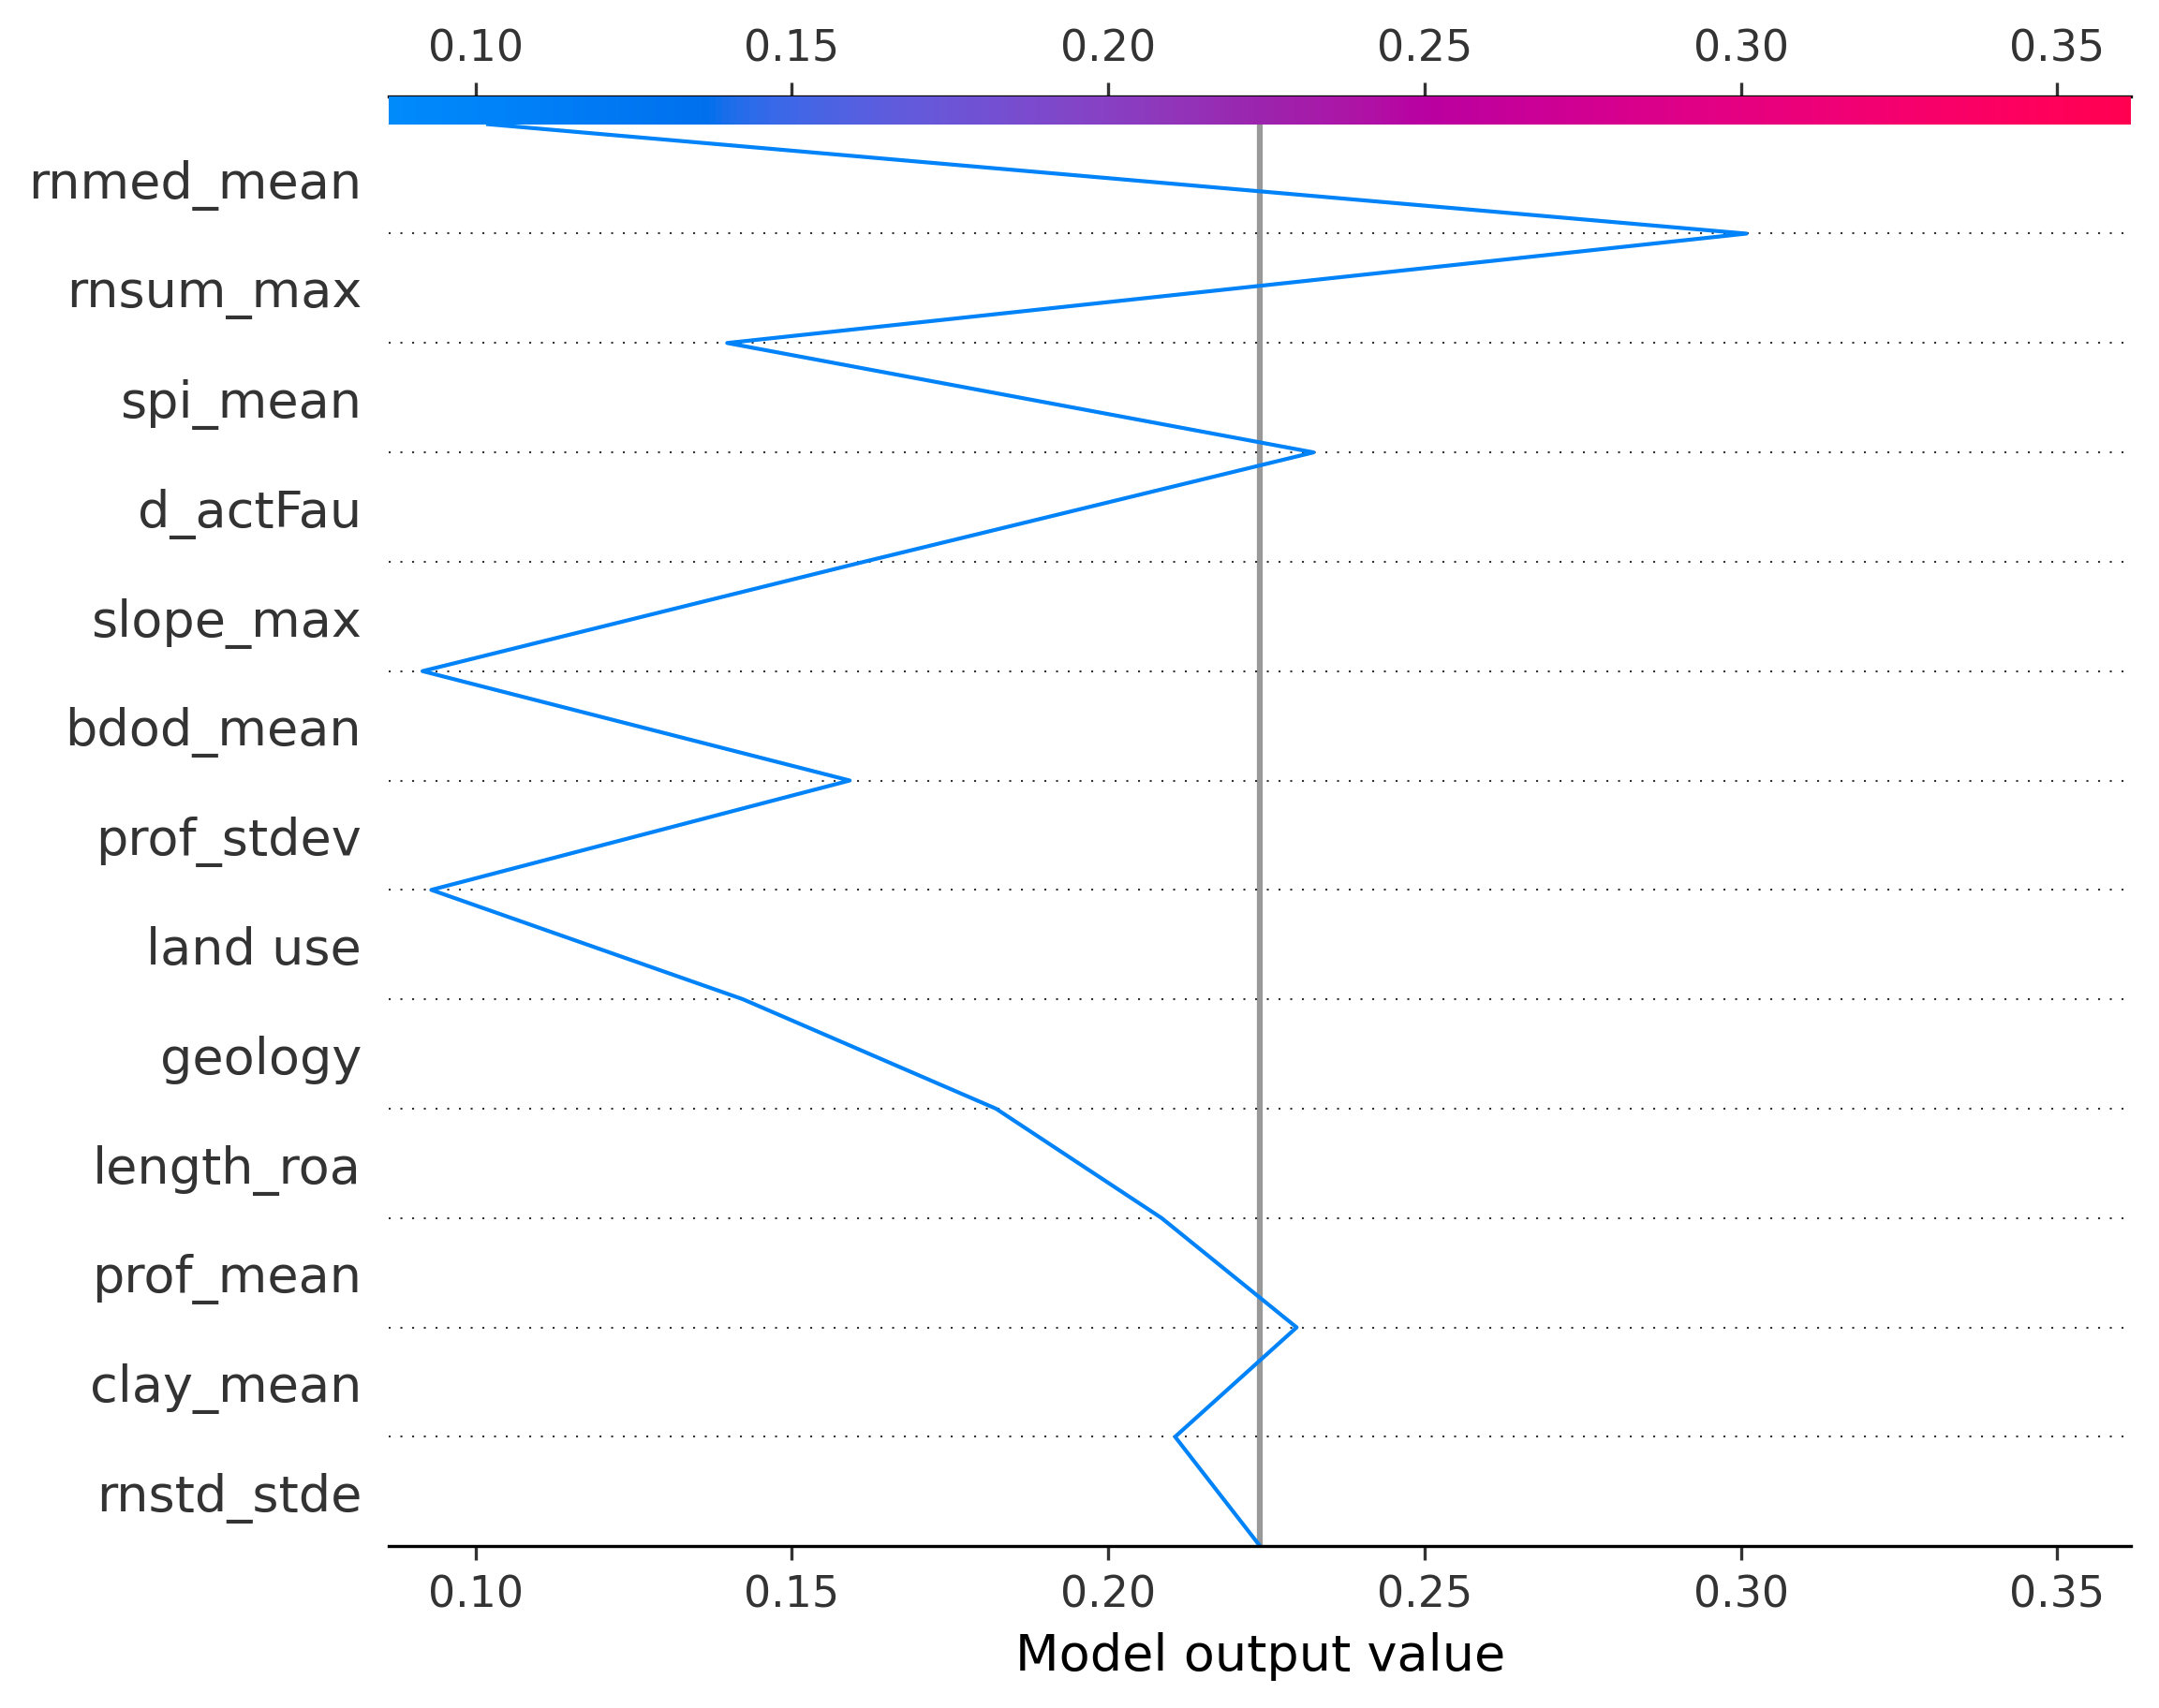 0.10 0.15 0.20 0.25 0.30 0.35
rnmed_mean
rnsum_max
spi_mean
d_actFau
slope_max
bdod_mean
prof_stdev
land use
geology
length_roa
prof_mean
clay_mean
rnstd_stde
0.10 0.15 0.20 0.25 0.30 0.35
Model output value